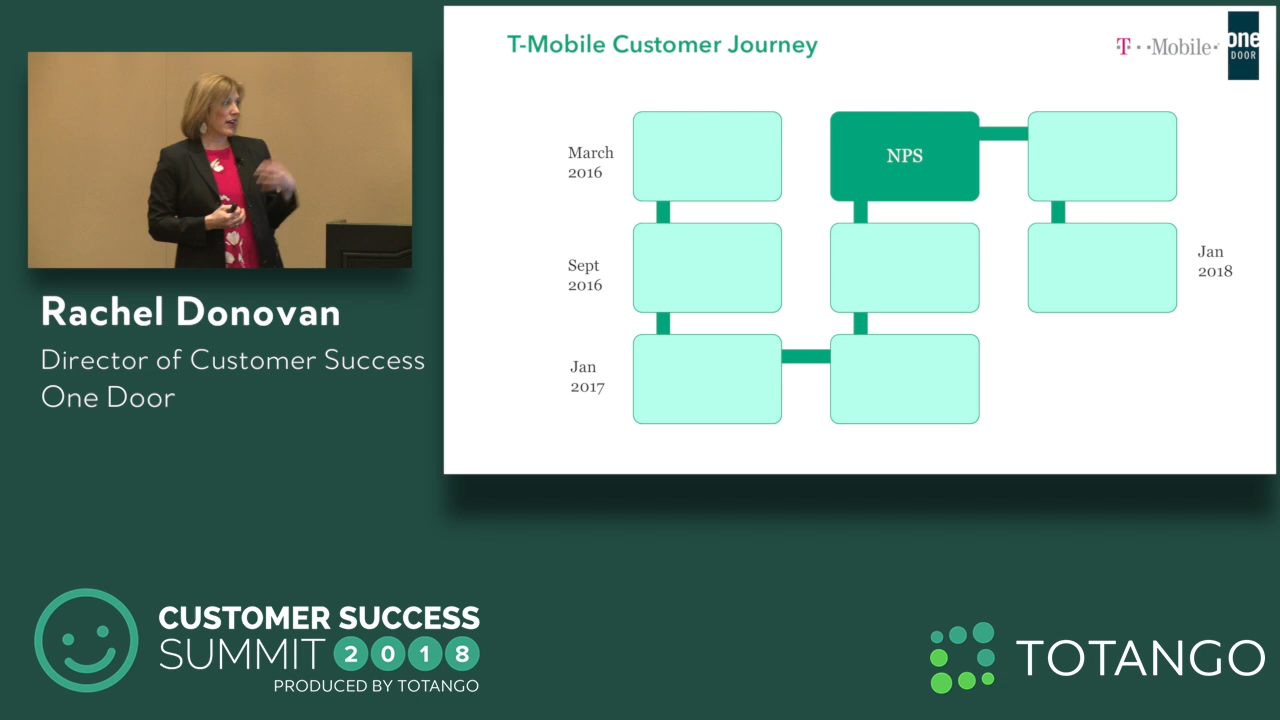 T-Mobile Customer Journey
T··Mobile·
one
DOOR
March
2016
NPS
Sept
2016
Jan
2018
Jan
2017
Rachel Donovan
Director of Customer Success
One Door
CUSTOMER SUCCESS
SUMMIT 2018
PRODUCED BY TOTANGO
TOTANGO